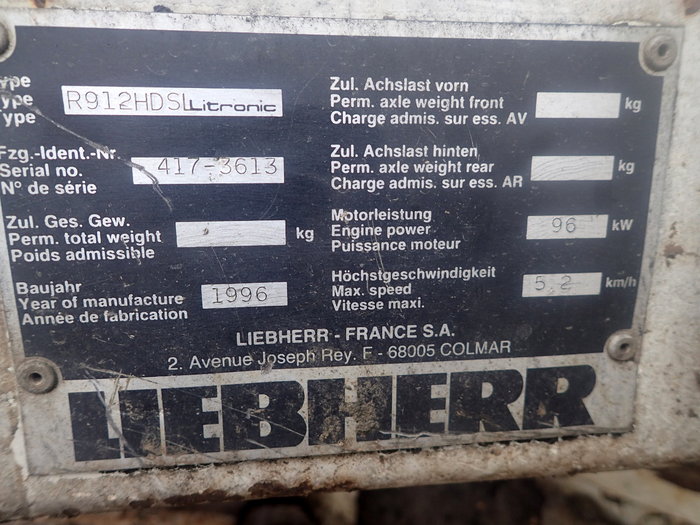 ype
ype R912HDSL Litronic
Type
Fzg.-Ident.-Nr
Serial no. 417-3613
N° de série
Zul. Ges. Gew.
Perm. total weight kg
Poids admissible
Baujahr
Year of manufacture 1996
Année de fabrication
Zul. Achslast vorn
Perm. axle weight front kg
Charge admis. sur ess. AV
Zul. Achslast hinten
Perm. axle weight rear kg
Charge admis. sur ess. AR
Motorleistung
Engine power 96 kW
Puissance moteur
Höchstgeschwindigkeit
Max. speed 5,2 km/h
Vitesse maxi.
LIEBHERR - FRANCE S.A.
2. Avenue Joseph Rey. F - 68005 COLMAR
LIEBHERR